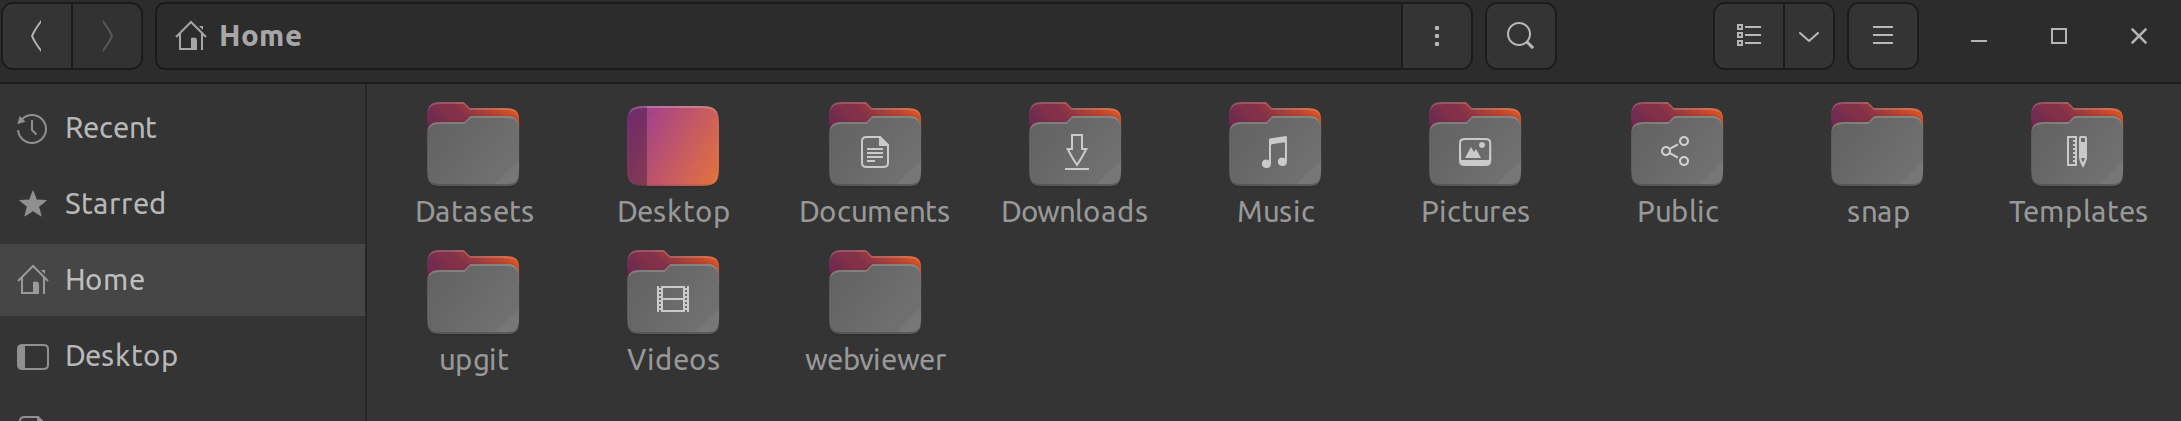 Home
Recent
Starred
Home
Desktop
Datasets Desktop Documents Downloads Music Pictures Public snap Templates
upgit Videos webviewer